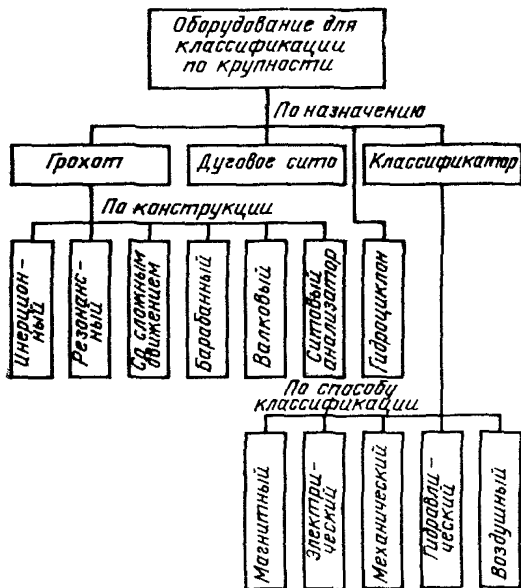 Оборудование для
классификации
по крупности
По назначению
Грохот
Дуговое сито
Классификатор
По конструкции
Инерцион-
ный
Резонанс-
ный
Со сложным
движением
Барабанный
Валковый
Ситовый
анализатор
Гидроциклон
По способу
классификации
Магнитный
Электри-
ческий
Механический
Гидравли-
ческий
Воздушный